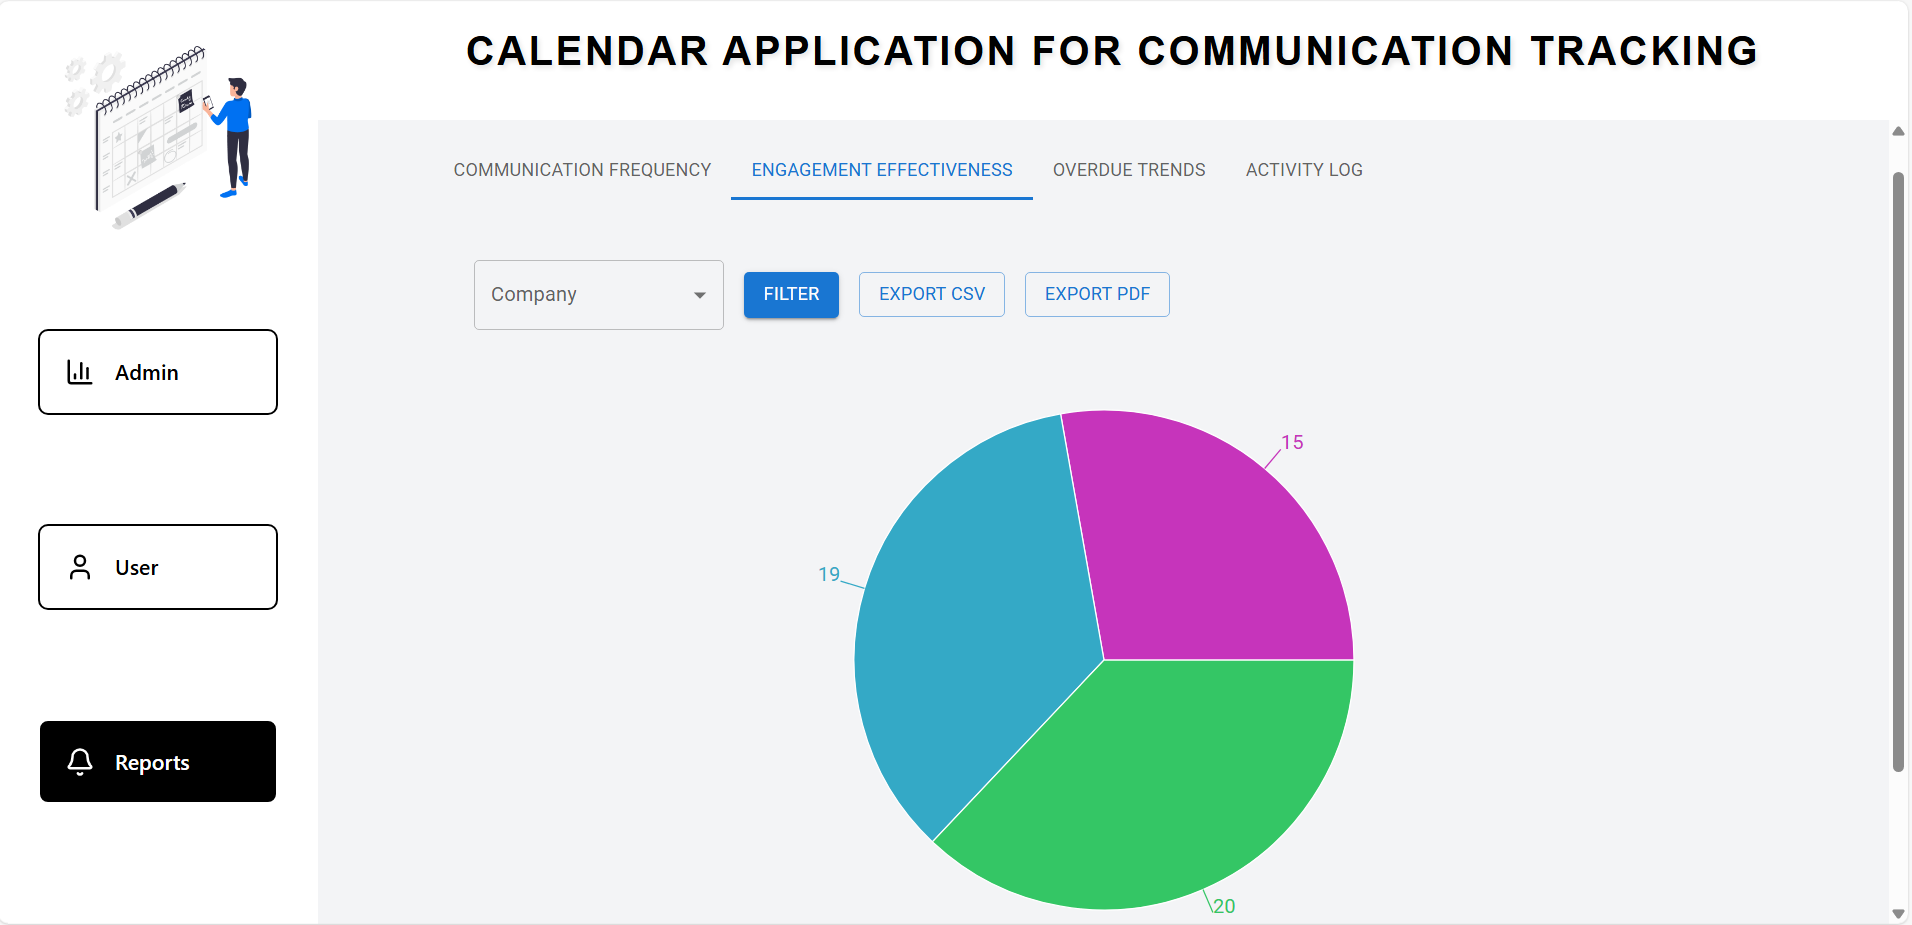 CALENDAR APPLICATION FOR COMMUNICATION TRACKING
COMMUNICATION FREQUENCY ENGAGEMENT EFFECTIVENESS OVERDUE TRENDS ACTIVITY LOG
Company FILTER EXPORT CSV EXPORT PDF
Admin
User
Reports
15
19
20